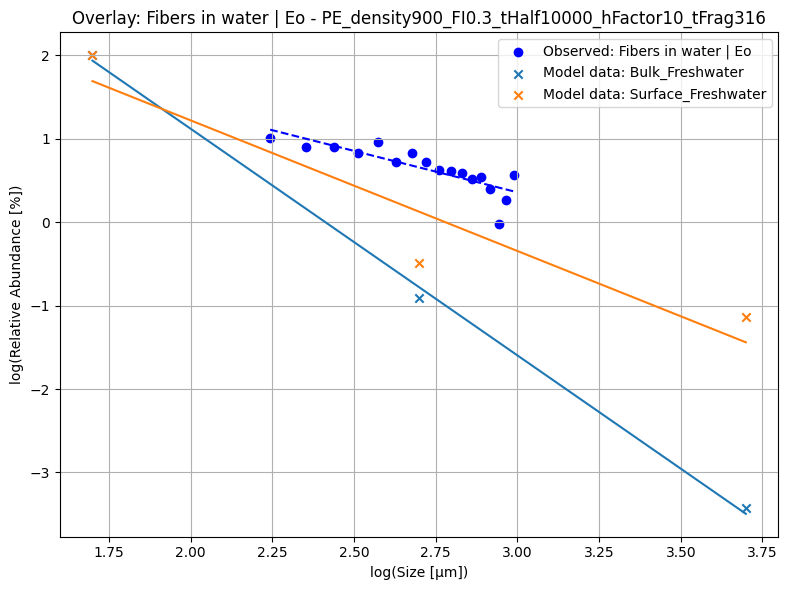 Overlay: Fibers in water | Eo - PE_density900_FI0.3_tHalf10000_hFactor10_tFrag316
Observed: Fibers in water | Eo
Model data: Bulk_Freshwater
Model data: Surface_Freshwater
log(Relative Abundance [%])
2
1
0
−1
−2
−3
1.75 2.00 2.25 2.50 2.75 3.00 3.25 3.50 3.75
log(Size [μm])